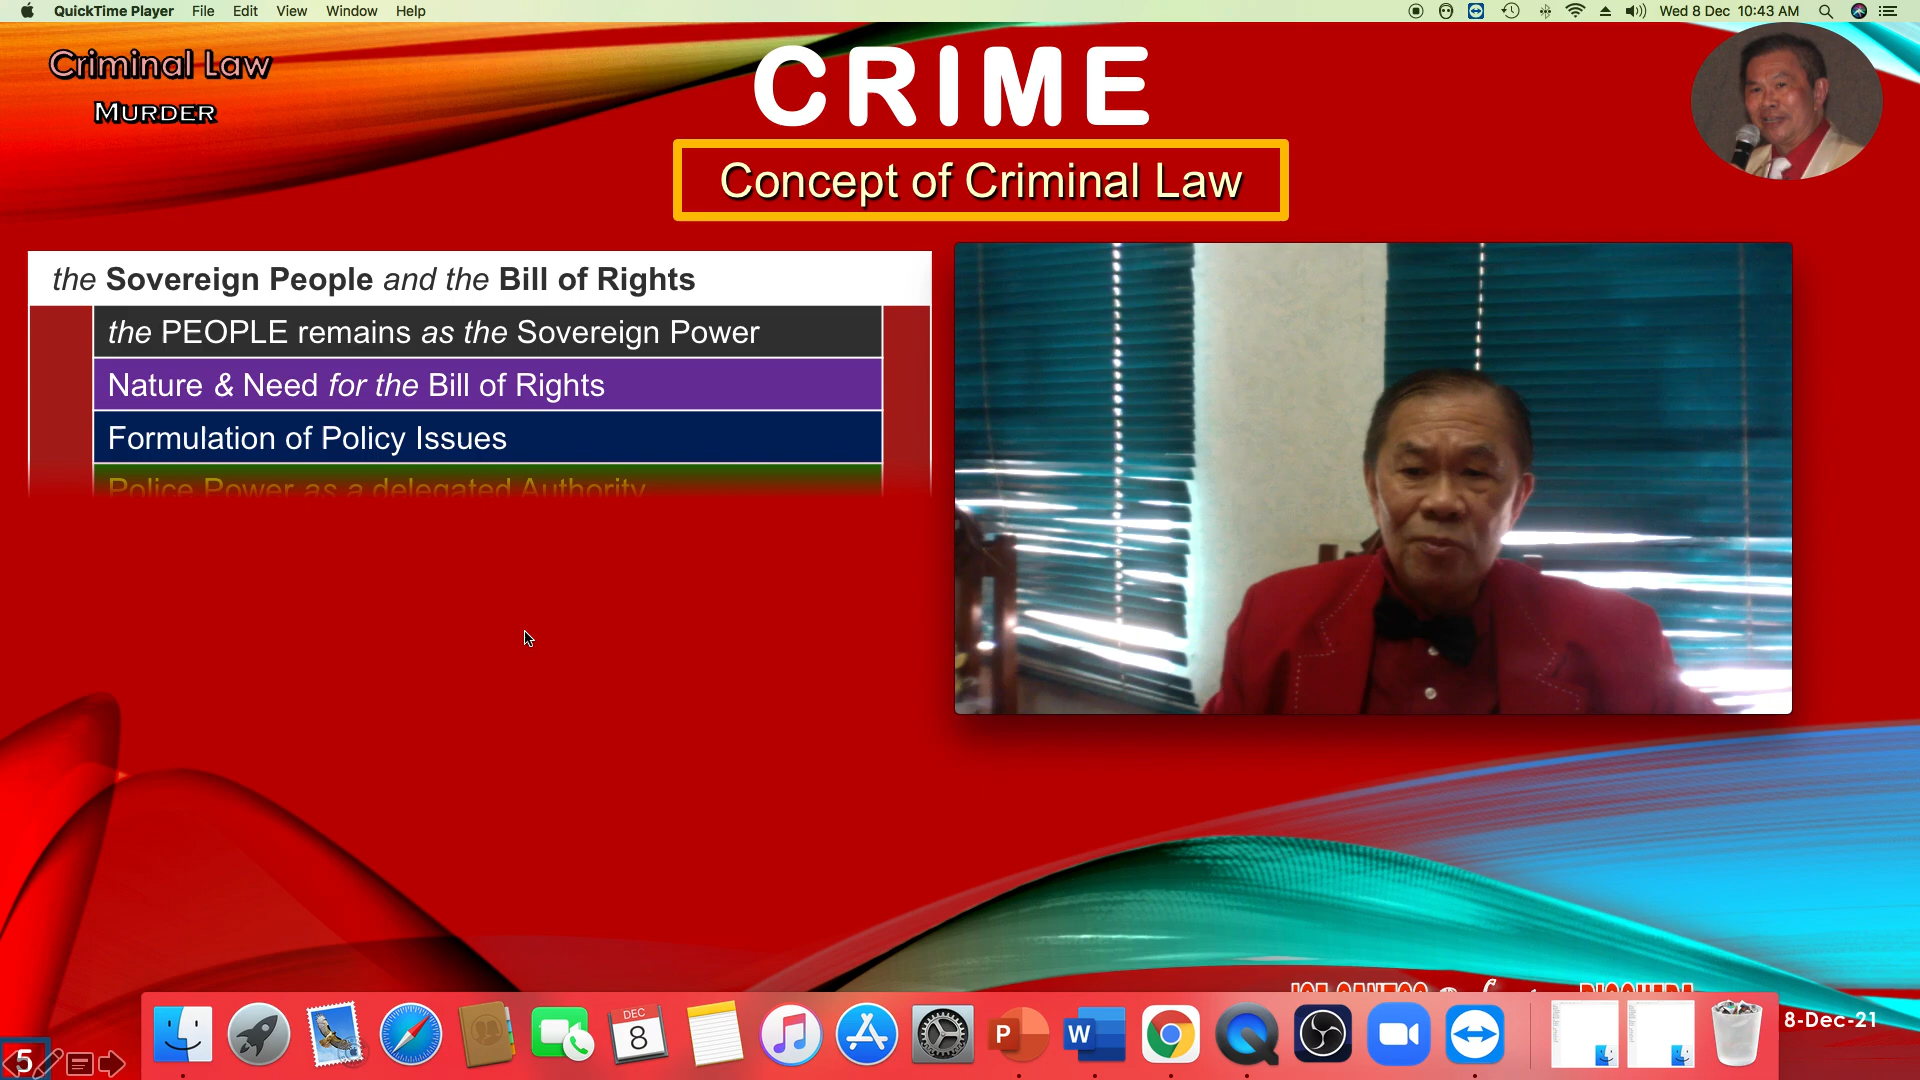 QuickTime Player File Edit View Window Help Wed 8 Dec 10:43 AM
Criminal Law
MURDER
CRIME
Concept of Criminal Law
the Sovereign People and the Bill of Rights
the PEOPLE remains as the Sovereign Power
Nature & Need for the Bill of Rights
Formulation of Policy Issues
Police Power as a delegated Authority
DEC
8
P
W
8-Dec-21
5